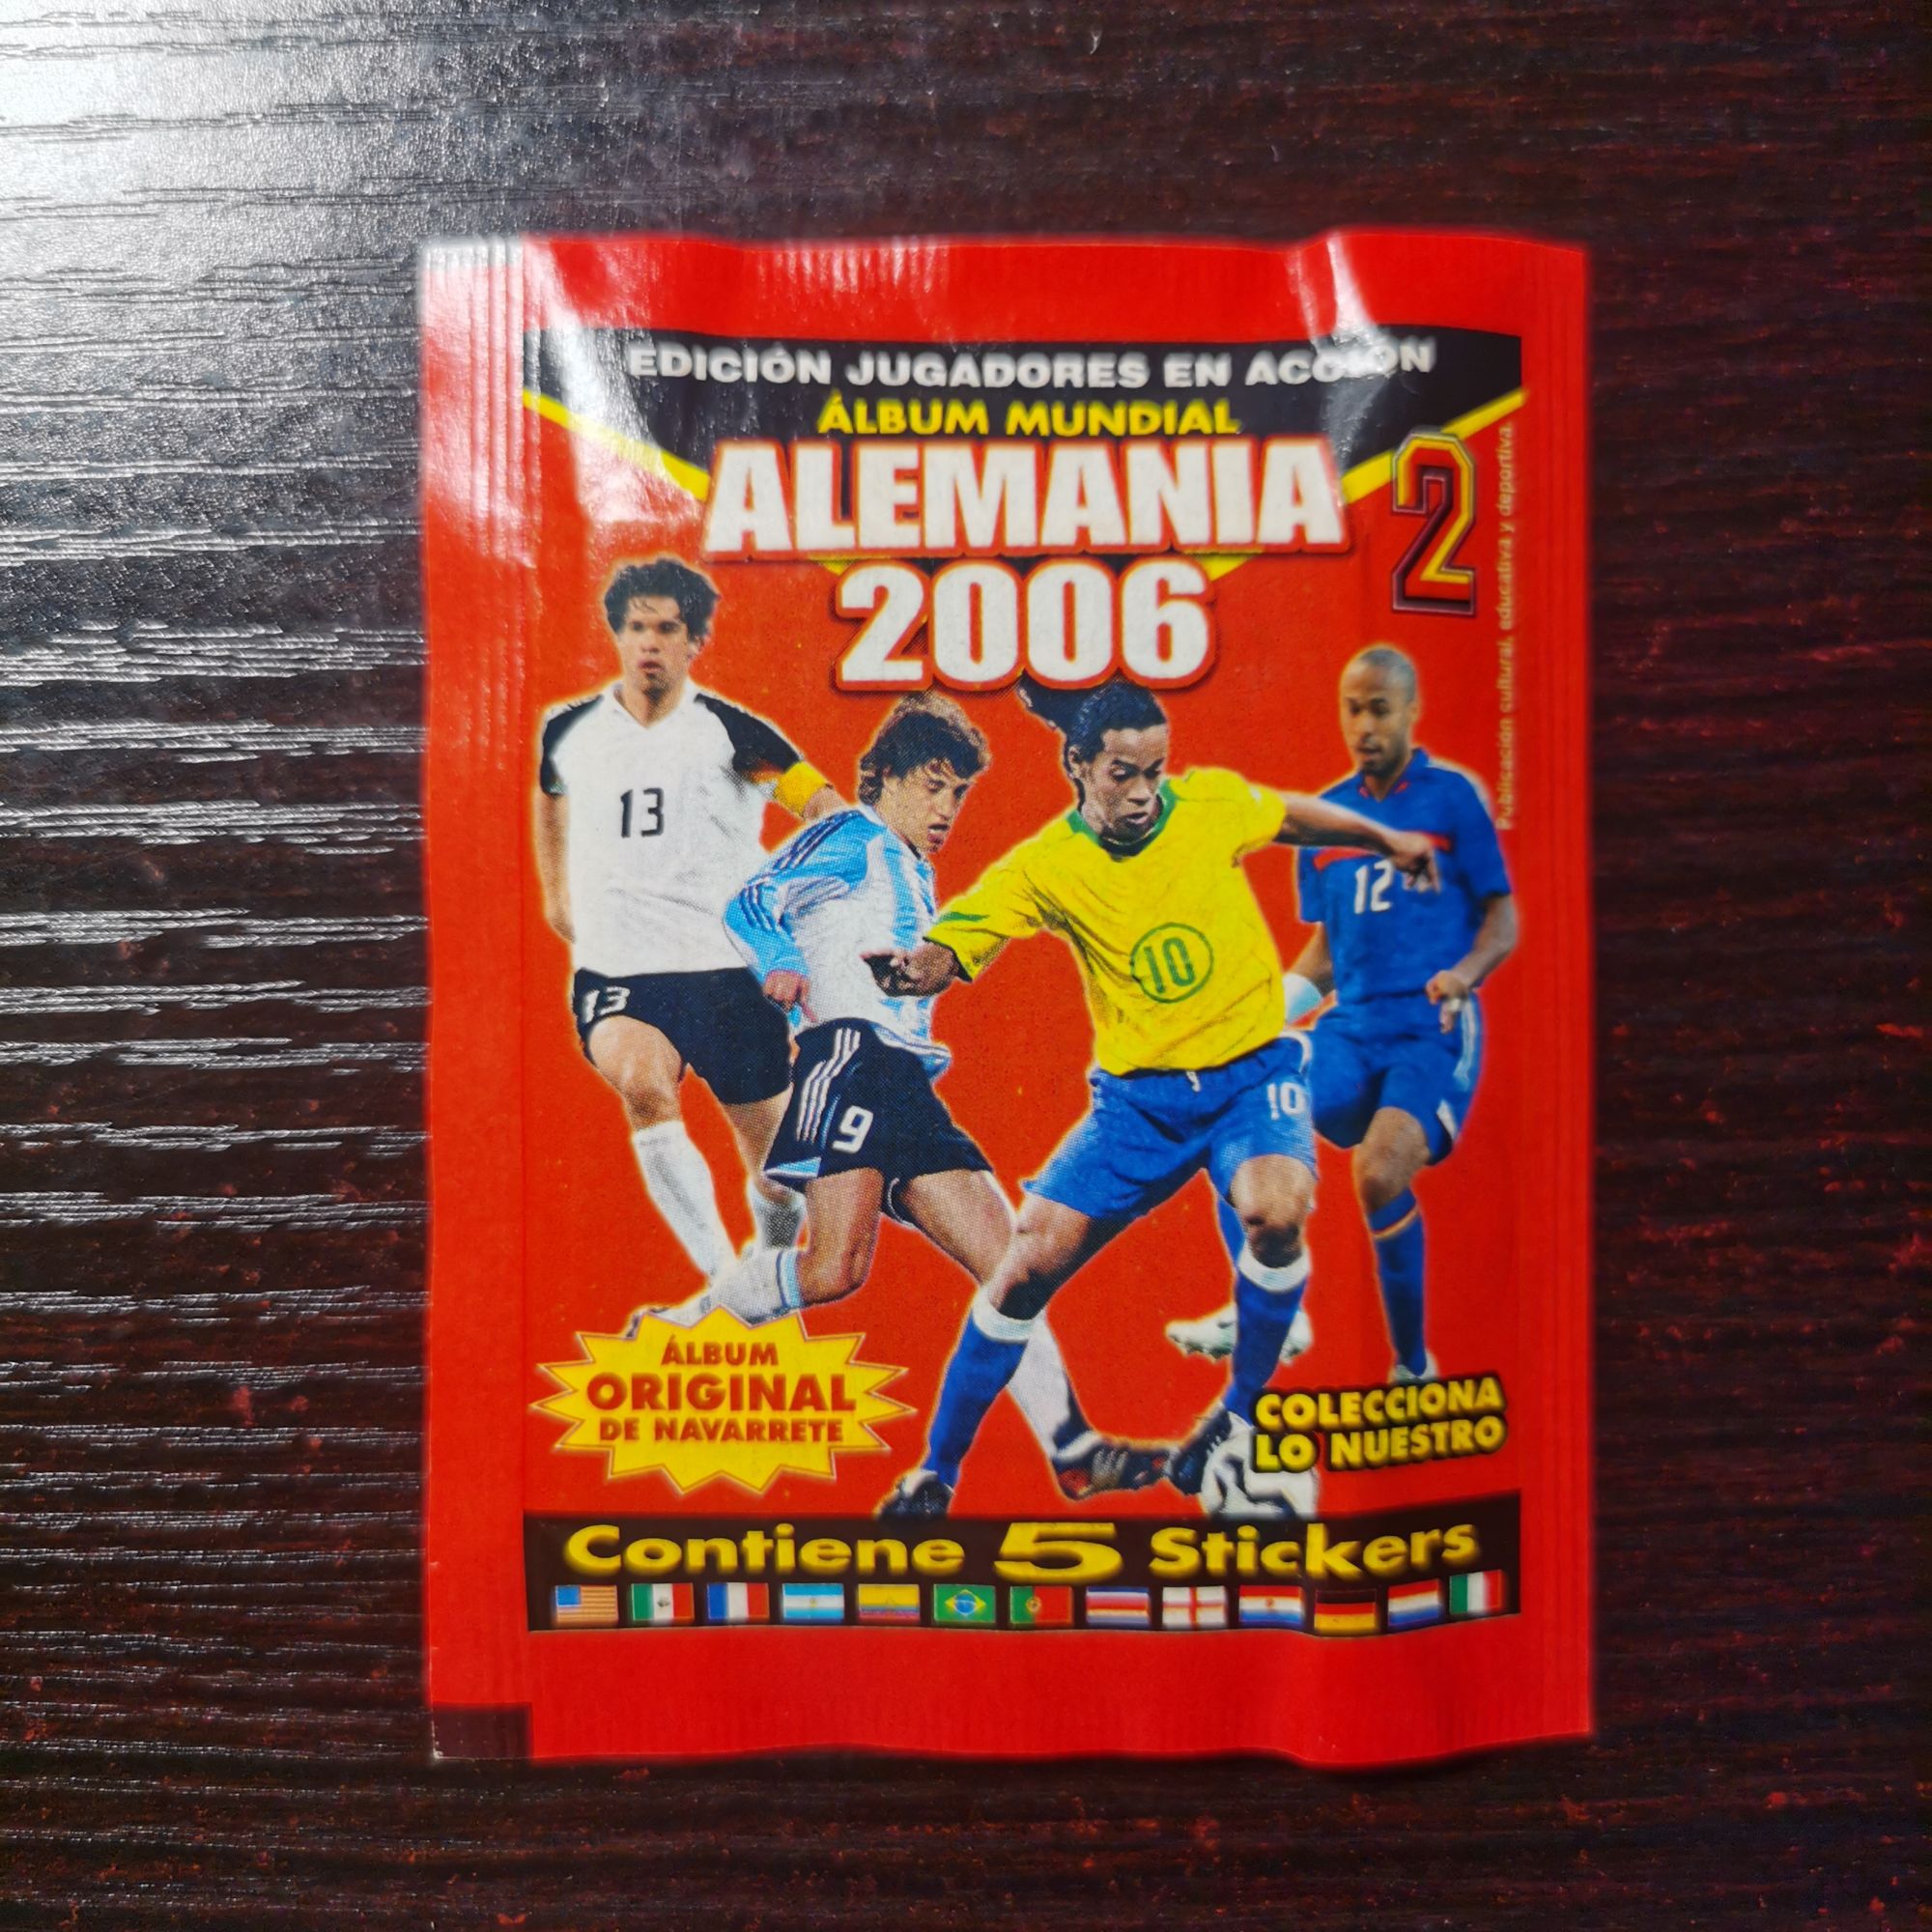 EDICIÓN JUGADORES EN ACCIÓN
ÁLBUM MUNDIAL
ALEMANIA
2006
2
Publicación cultural, educativa y deportiva.
13
13
9
10
10
12
ÁLBUM
ORIGINAL
DE NAVARRETE
COLECCIONA
LO NUESTRO
Contiene 5 Stickers